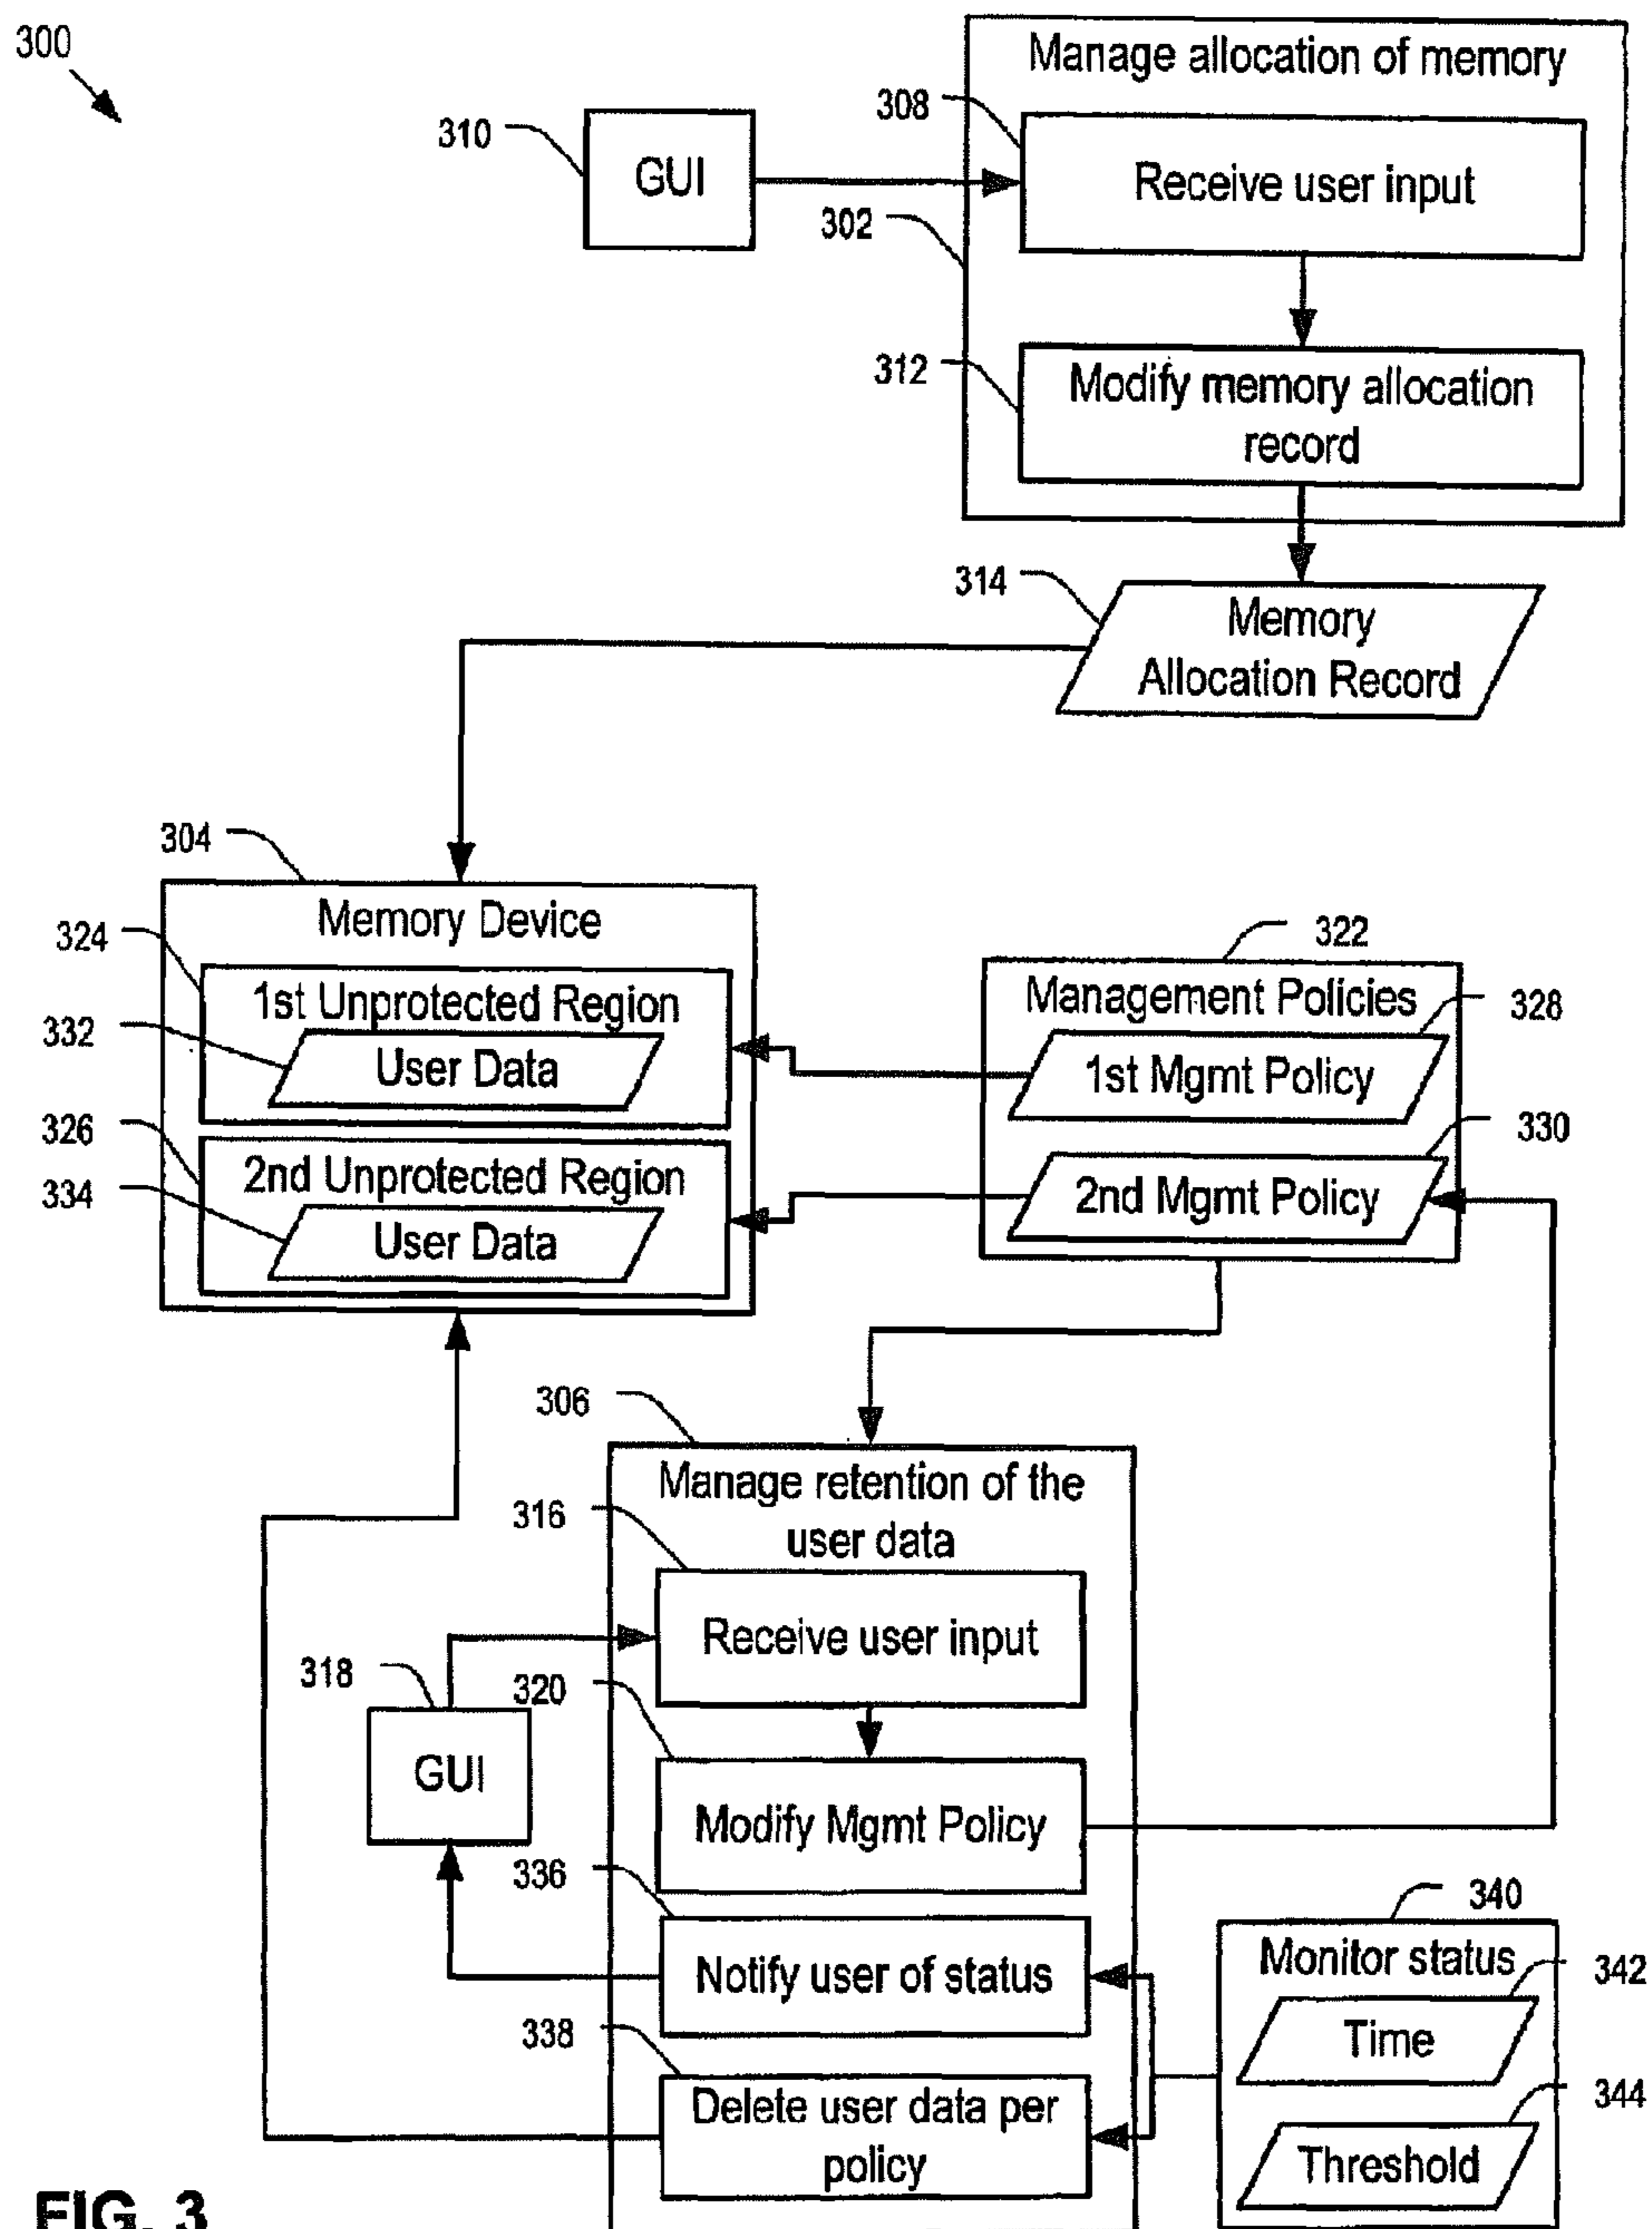 300
Manage allocation of memory
308
310
GUI
Receive user input
302
312
Modify memory allocation
record
314
Memory
Allocation Record
304
Memory Device
322
324
1st Unprotected Region
Management Policies
328
332
User Data
1st Mgmt Policy
326
330
2nd Unprotected Region
2nd Mgmt Policy
334
User Data
306
Manage retention of the
user data
316
Receive user input
318
320
GUI
Modify Mgmt Policy
336
340
Notify user of status
Monitor status
342
Time
338
Delete user data per
policy
344
Threshold
FIG. 3